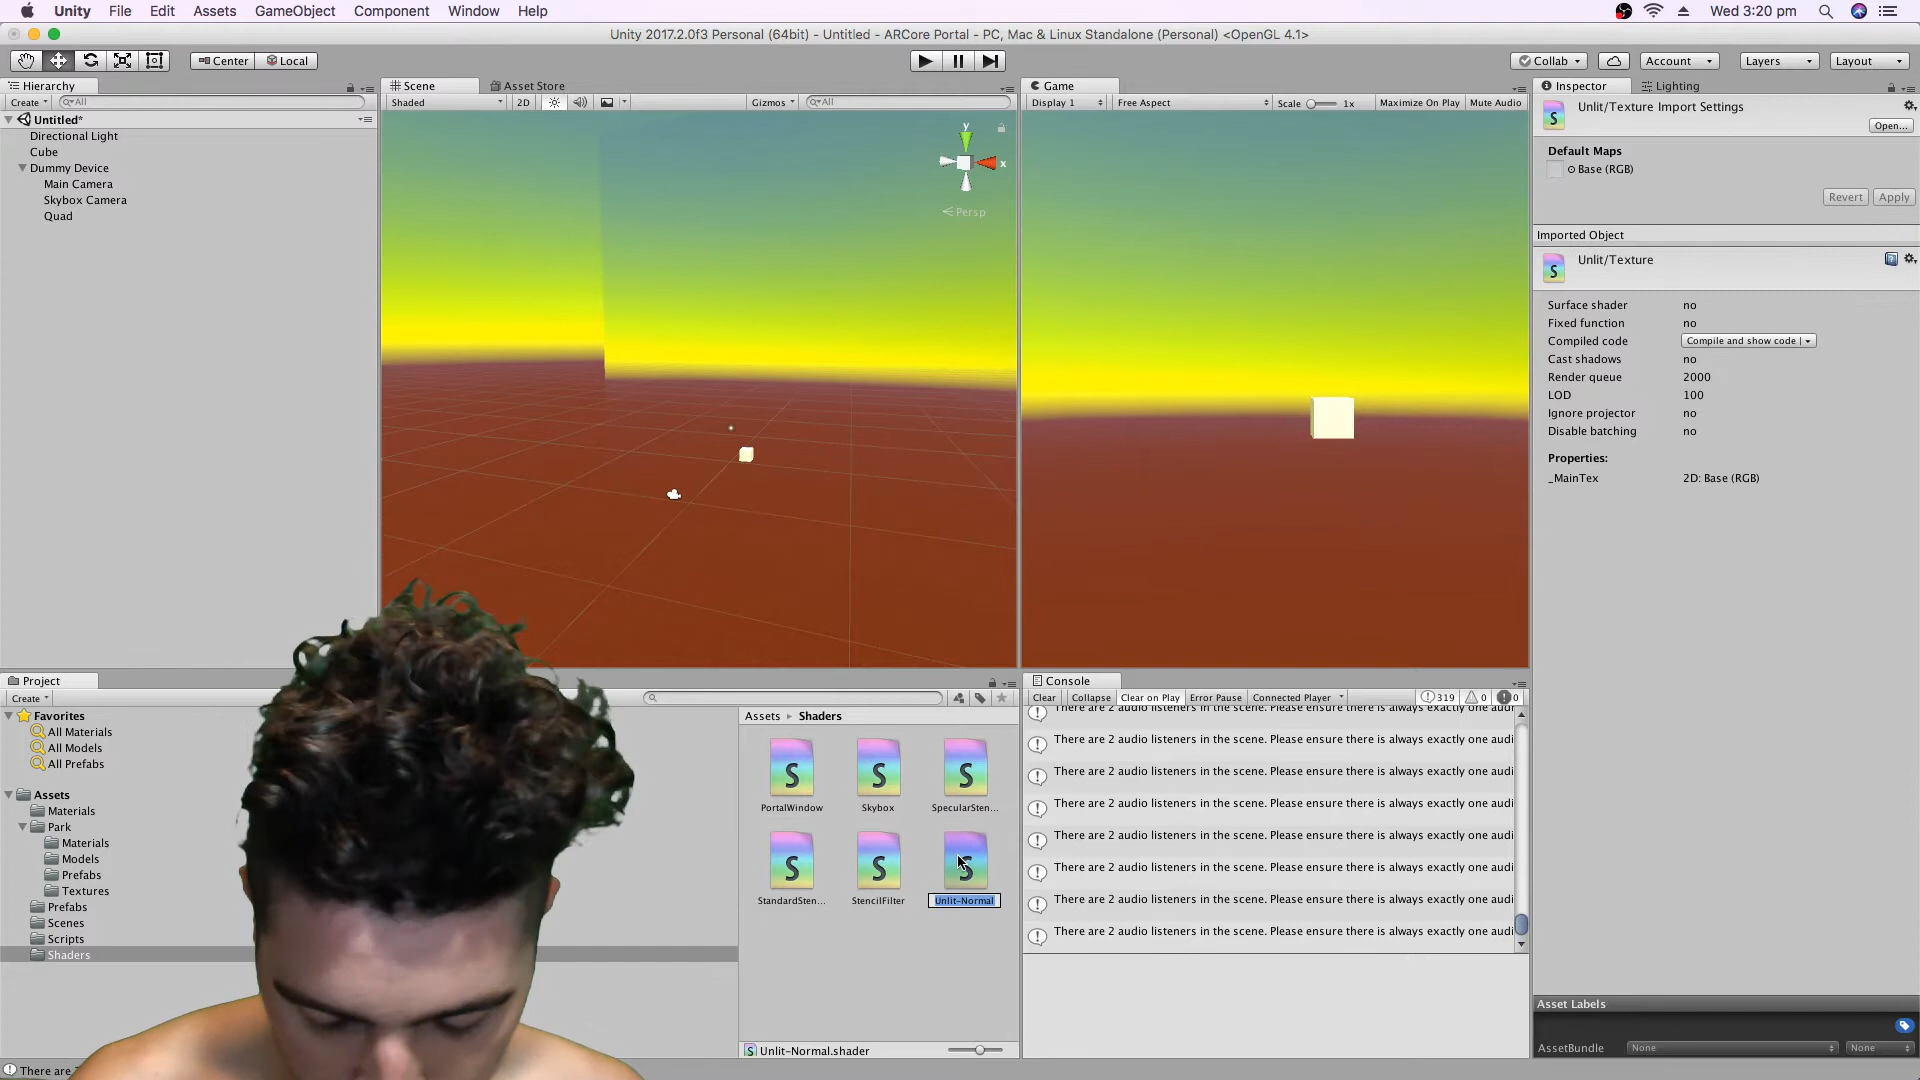 Unity File Edit Assets GameObject Component Window Help
Wed 3:20 pm
Unity 2017.2.0f3 Personal (64bit) - Untitled - ARCore Portal - PC, Mac & Linux Standalone (Personal) <OpenGL 4.1>
Center Local
Collab Account Layers Layout
Hierarchy
Create All
Untitled*
Directional Light
Cube
Dummy Device
Main Camera
Skybox Camera
Quad
Scene Asset Store
Shaded 2D Gizmos All
y
x
Persp
Game
Display 1 Free Aspect Scale 1x Maximize On Play Mute Audio
Inspector Lighting
Unlit/Texture Import Settings
Open...
Default Maps
Base (RGB)
Revert Apply
Imported Object
Unlit/Texture
Surface shader no
Fixed function no
Compiled code Compile and show code
Cast shadows no
Render queue 2000
LOD 100
Ignore projector no
Disable batching no
Properties:
_MainTex 2D: Base (RGB)
Project
Create
Favorites
All Materials
All Models
All Prefabs
Assets
Materials
Park
Materials
Models
Prefabs
Textures
Prefabs
Scenes
Scripts
Shaders
Assets Shaders
PortalWindow Skybox SpecularSten...
StandardSten... StencilFilter Unlit-Normal
Unlit-Normal.shader
Console
Clear Collapse Clear on Play Error Pause Connected Player 319 0 0
There are 2 audio listeners in the scene. Please ensure there is always exactly one audi
There are 2 audio listeners in the scene. Please ensure there is always exactly one audi
There are 2 audio listeners in the scene. Please ensure there is always exactly one audi
There are 2 audio listeners in the scene. Please ensure there is always exactly one audi
There are 2 audio listeners in the scene. Please ensure there is always exactly one audi
There are 2 audio listeners in the scene. Please ensure there is always exactly one audi
There are 2 audio listeners in the scene. Please ensure there is always exactly one audi
There are 2 audio listeners in the scene. Please ensure there is always exactly one audi
Asset Labels
AssetBundle None None
There are